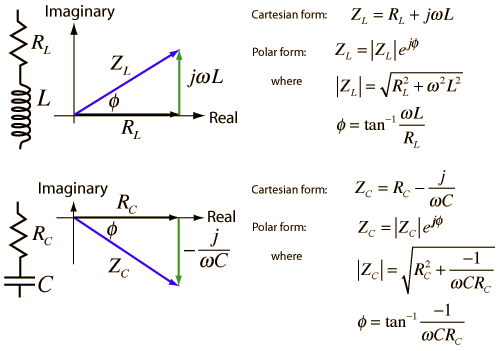 Imaginary
Cartesian form: Z_L = R_L + jωL
R_L
Z_L
Polar form: Z_L = |Z_L| e^{jϕ}
jωL
L
ϕ
where |Z_L| = √(R_L^2 + ω^2 L^2)
R_L
Real
ϕ = tan^{-1} ωL/R_L
Imaginary
Cartesian form: Z_C = R_C - j/(ωC)
R_C
Real
R_C
ϕ
Polar form: Z_C = |Z_C| e^{jϕ}
-j/(ωC)
Z_C
where |Z_C| = √(R_C^2 + -1/(ωCR_C))
C
ϕ = tan^{-1} -1/(ωCR_C)